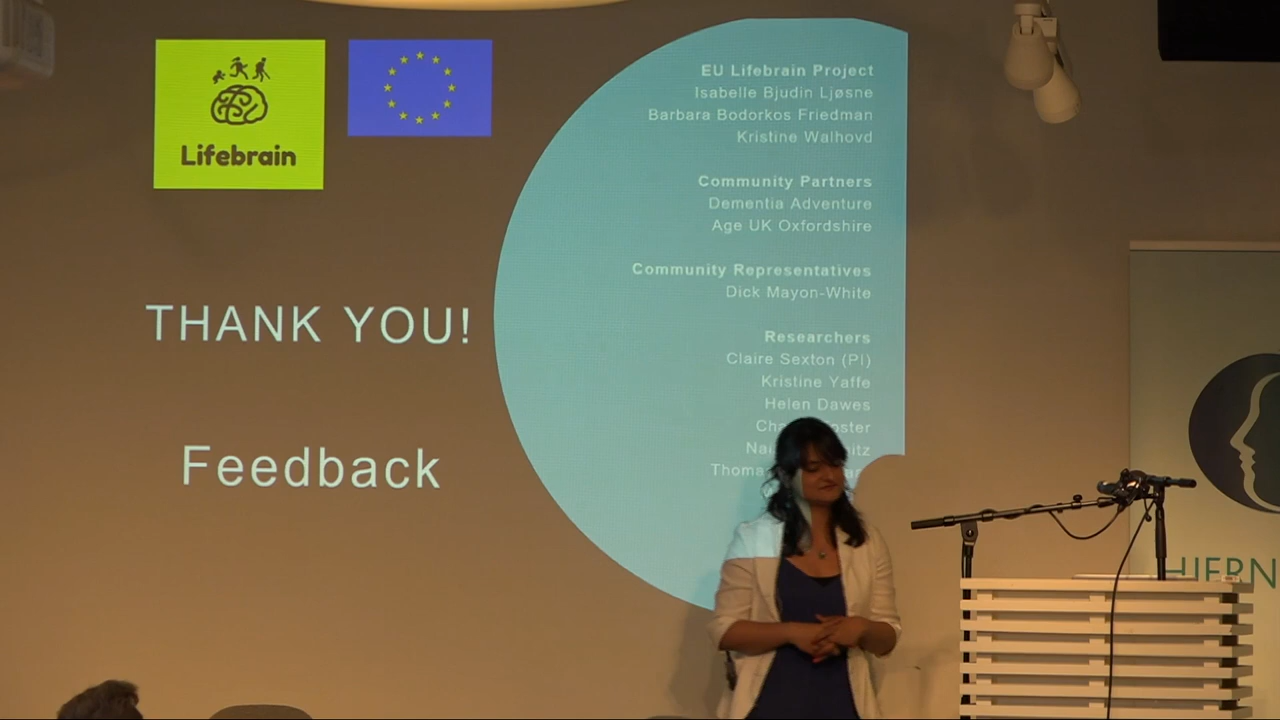 Lifebrain
THANK YOU!
Feedback
EU Lifebrain Project
Isabelle Bjudin Ljøsne
Barbara Bodorkos Friedman
Kristine Walhovd
Community Partners
Dementia Adventure
Age UK Oxfordshire
Community Representatives
Dick Mayon-White
Researchers
Claire Sexton (PI)
Kristine Yaffe
Helen Dawes